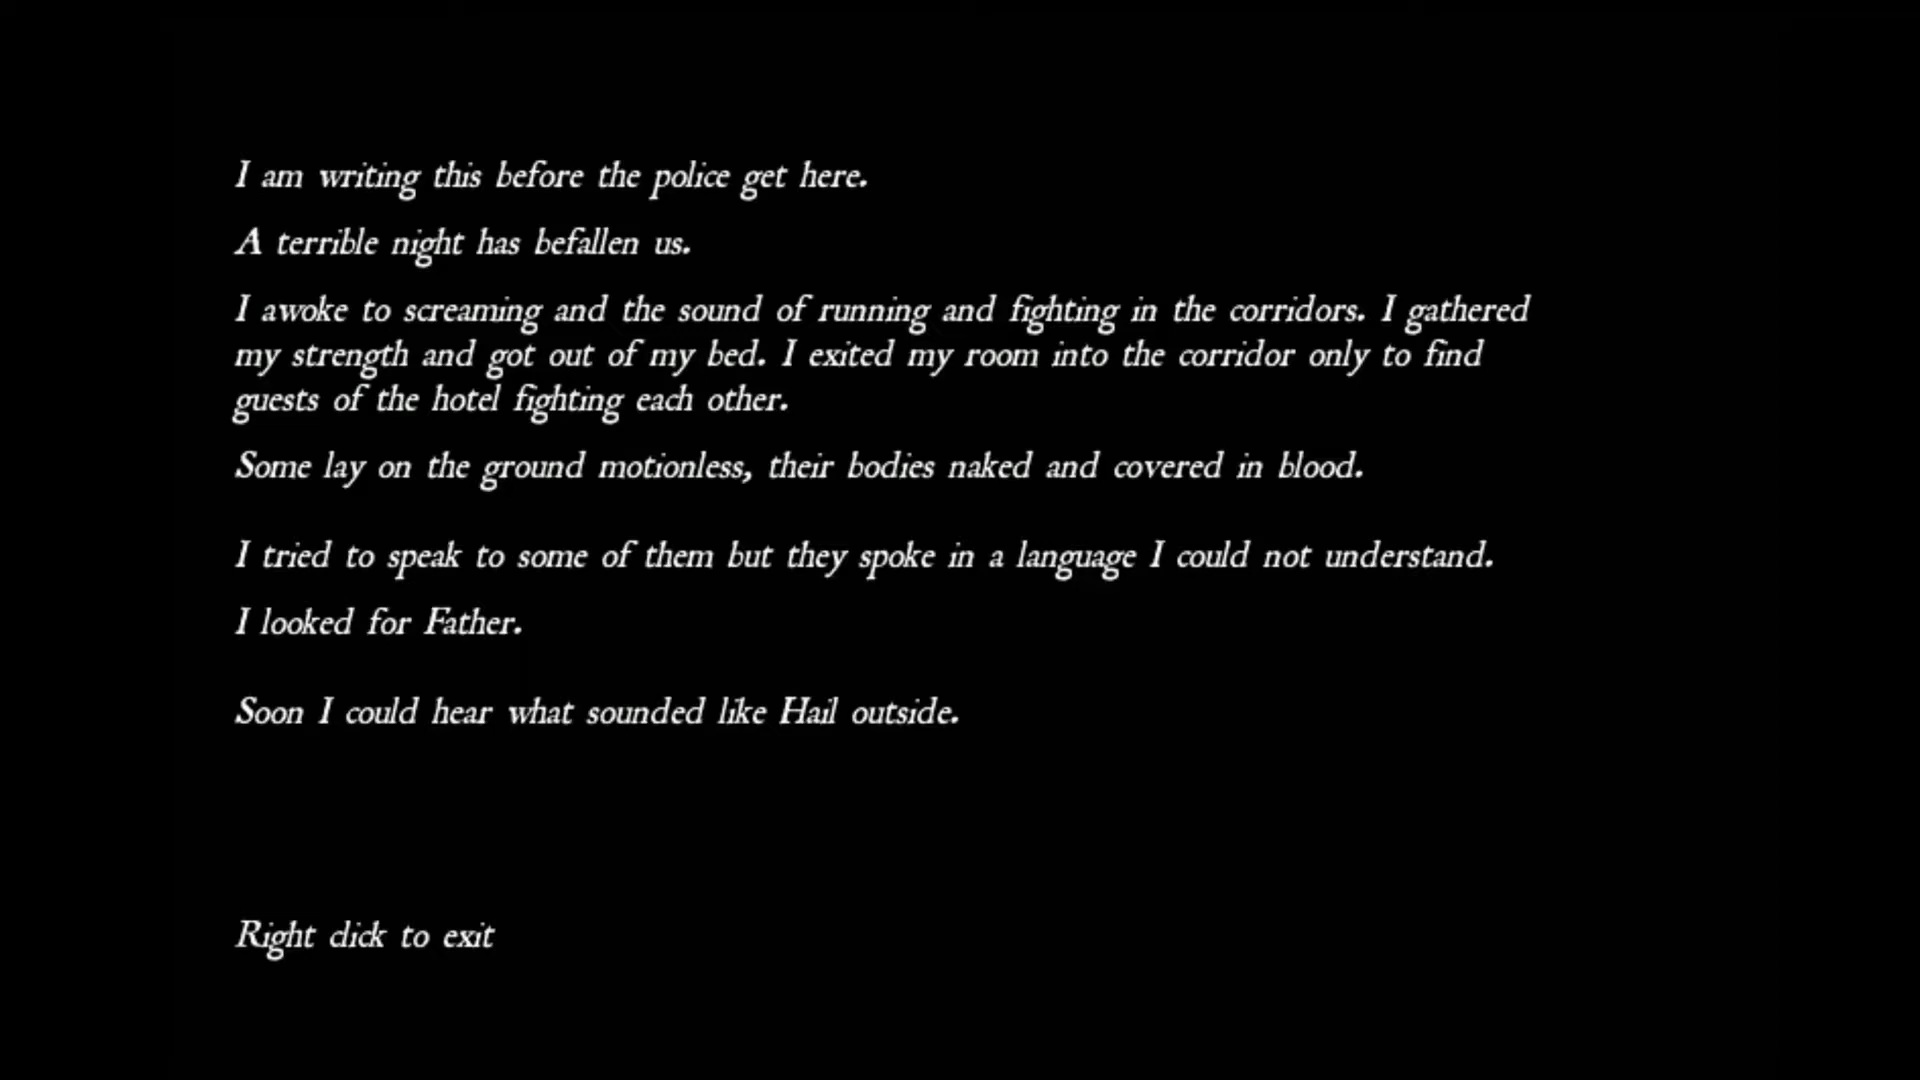 I am writing this before the police get here.
A terrible night has befallen us.
I awoke to screaming and the sound of running and fighting in the corridors. I gathered
my strength and got out of my bed. I exited my room into the corridor only to find
guests of the hotel fighting each other.
Some lay on the ground motionless, their bodies naked and covered in blood.
I tried to speak to some of them but they spoke in a language I could not understand.
I looked for Father.
Soon I could hear what sounded like Hail outside.
Right click to exit